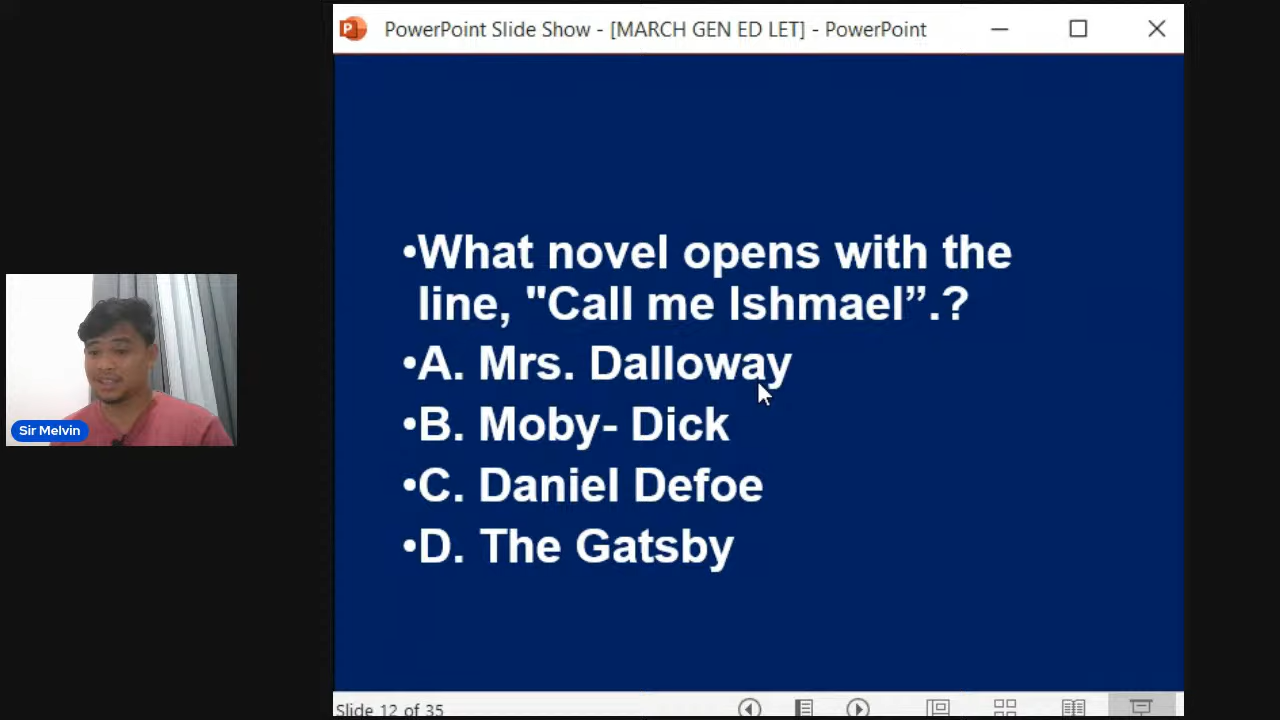 PowerPoint Slide Show - [MARCH GEN ED LET] - PowerPoint
•What novel opens with the
line, "Call me Ishmael”.?
•A. Mrs. Dalloway
•B. Moby- Dick
•C. Daniel Defoe
•D. The Gatsby
Sir Melvin
Slide 12 of 35